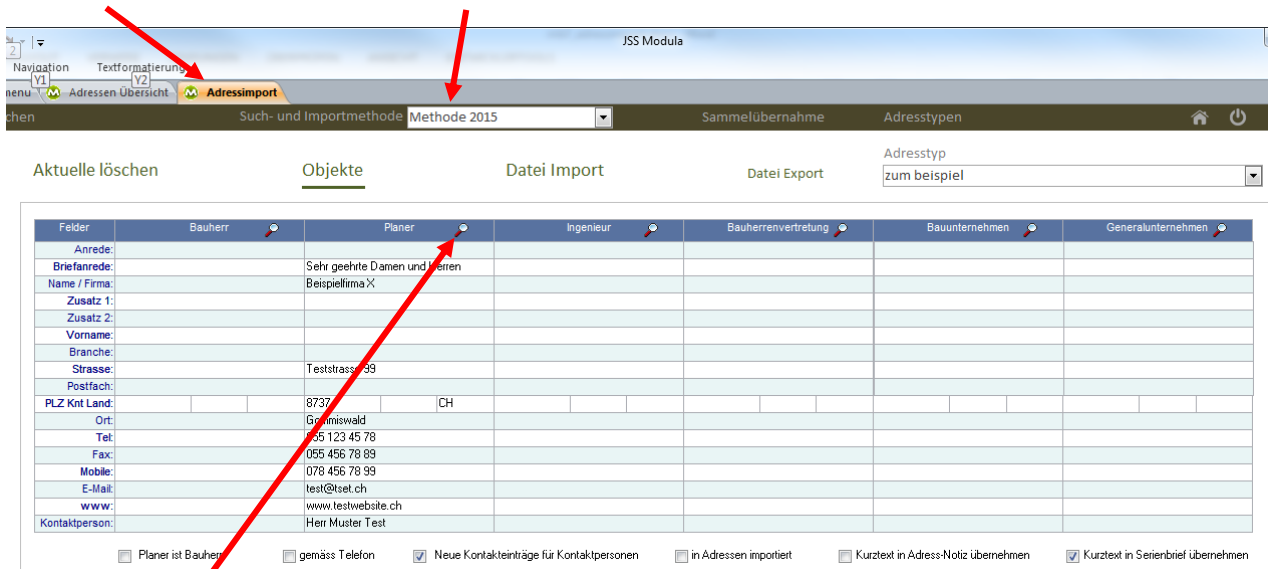 JSS Modula
2
Navigation Textformatierung
Y1 Y2
menu Adressen Übersicht Adressimport
chen Such- und Importmethode Methode 2015 Sammelübernahme Adresstypen
Adresstyp
Aktuelle löschen Objekte Datei Import Datei Export zum beispiel
Felder Bauherr Planer Ingenieur Bauherrenvertretung Bauunternehmen Generalunternehmen
Anrede:
Briefanrede: Sehr geehrte Damen und Herren
Name / Firma: Beispielfirma X
Zusatz 1:
Zusatz 2:
Vorname:
Branche:
Strasse: Teststrasse 99
Postfach:
PLZ Knt Land: 8737 CH
Ort: Gommiswald
Tel: 055 123 45 78
Fax: 055 456 78 89
Mobile: 078 456 78 99
E-Mail: test@tset.ch
www: www.testwebsite.ch
Kontaktperson: Herr Muster Test
Planer ist Bauherr gemäss Telefon Neue Kontakteinträge für Kontaktpersonen in Adressen importiert Kurztext in Adress-Notiz übernehmen Kurztext in Serienbrief übernehmen